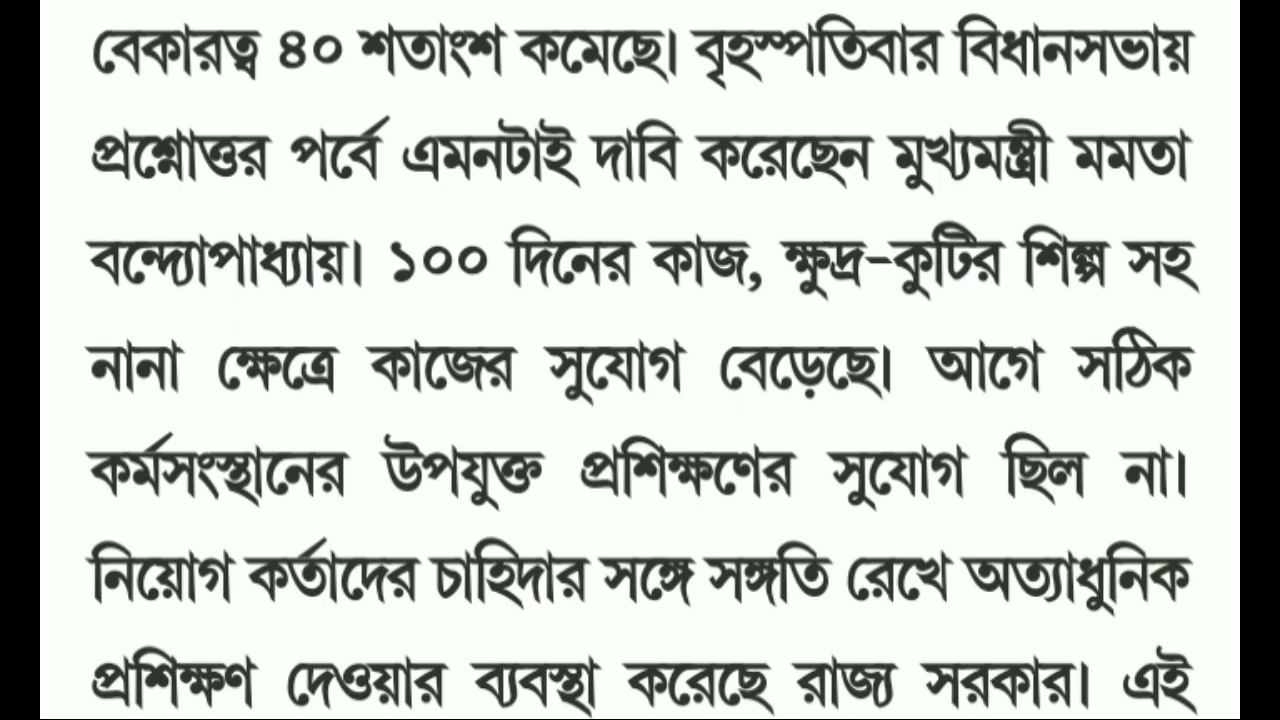 বেকারত্ব ৪০ শতাংশ কমেছে। বৃহস্পতিবার বিধানসভায়
প্রশ্নোত্তর পর্বে এমনটাই দাবি করেছেন মুখ্যমন্ত্রী মমতা
বন্দ্যোপাধ্যায়। ১০০ দিনের কাজ, ক্ষুদ্র-কুটির শিল্প সহ
নানা ক্ষেত্রে কাজের সুযোগ বেড়েছে। আগে সঠিক
কর্মসংস্থানের উপযুক্ত প্রশিক্ষণের সুযোগ ছিল না।
নিয়োগ কর্তাদের চাহিদার সঙ্গে সঙ্গতি রেখে অত্যাধুনিক
প্রশিক্ষণ দেওয়ার ব্যবস্থা করেছে রাজ্য সরকার। এই